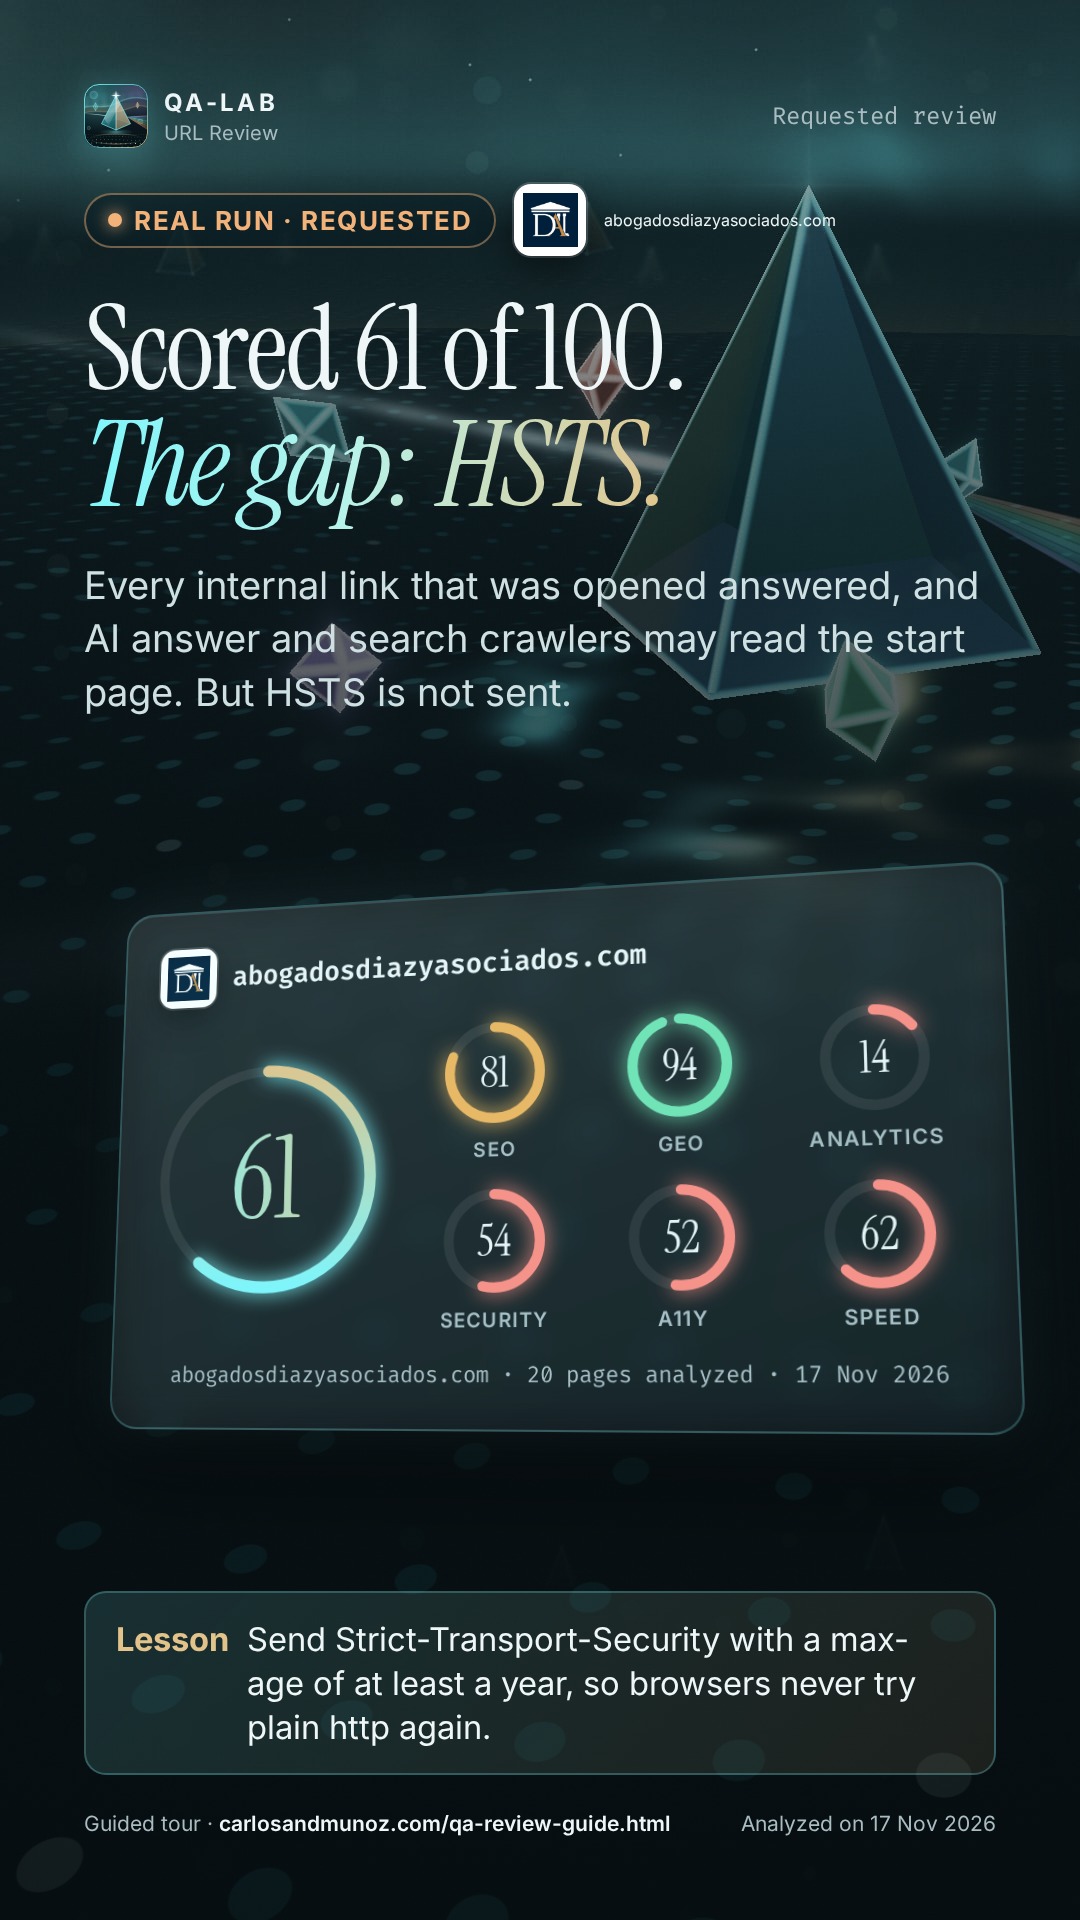 QA-LAB
URL Review
Requested review
REAL RUN · REQUESTED
abogadosdiazyasociados.com
Scored 61 of 100.
The gap: HSTS.
Every internal link that was opened answered, and
AI answer and search crawlers may read the start
page. But HSTS is not sent.
abogadosdiazyasociados.com
61
81
SEO
94
GEO
14
ANALYTICS
54
SECURITY
52
A11Y
62
SPEED
abogadosdiazyasociados.com · 20 pages analyzed · 17 Nov 2026
Lesson Send Strict-Transport-Security with a max-
age of at least a year, so browsers never try
plain http again.
Guided tour · carlosandmunoz.com/qa-review-guide.html
Analyzed on 17 Nov 2026